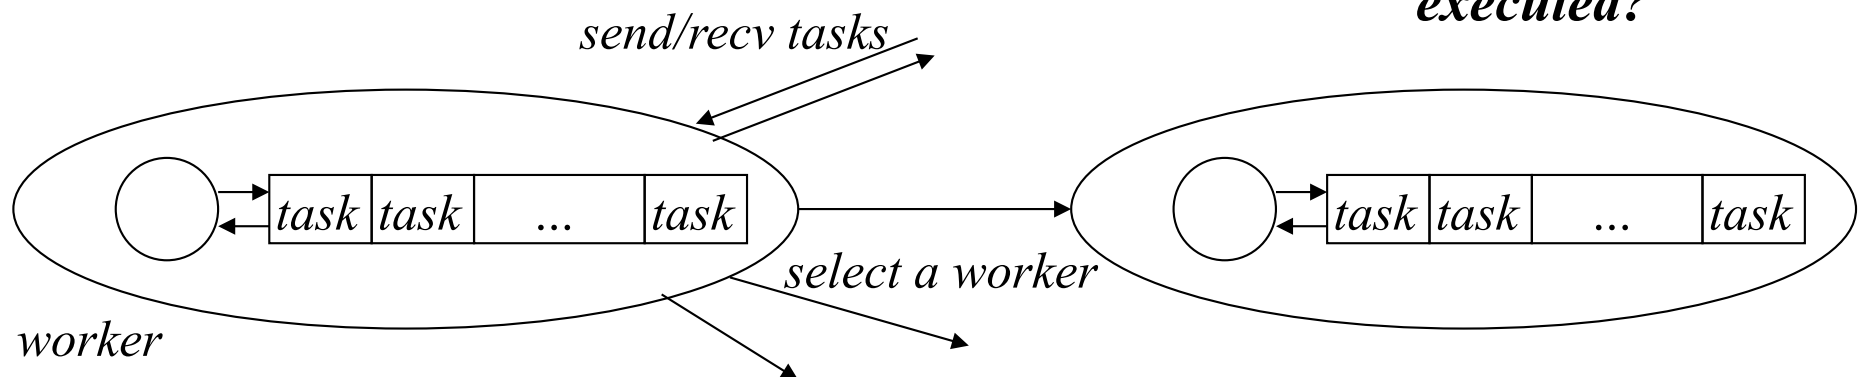 executed?
send/recv tasks
task task ... task
task task ... task
select a worker
worker